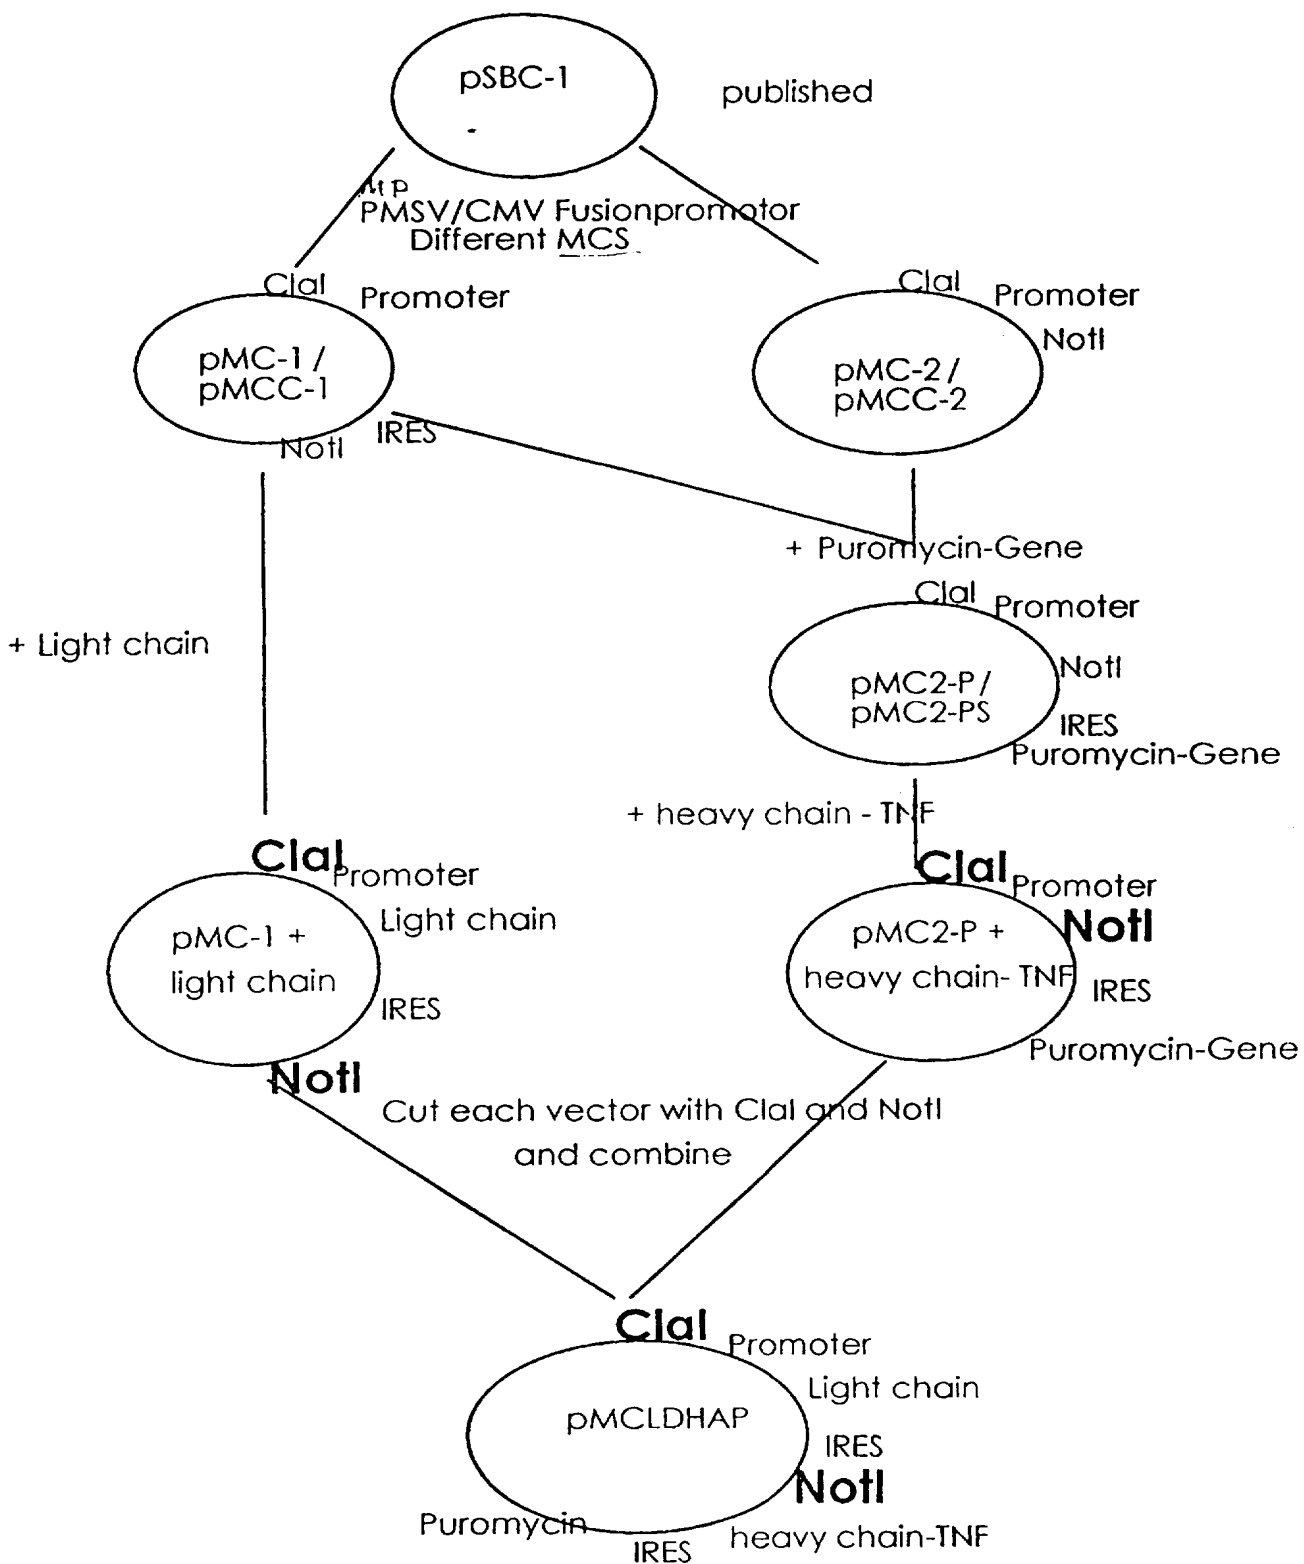 pSBC-1
published
PMSV/CMV Fusionpromotor
Different MCS
ClaI
Promoter
pMC-1 /
pMCC-1
NotI
IRES
ClaI
Promoter
NotI
pMC-2 /
pMCC-2
+ Puromycin-Gene
ClaI
Promoter
NotI
pMC2-P /
pMC2-PS
IRES
Puromycin-Gene
+ Light chain
+ heavy chain - TNF
ClaI
Promoter
Light chain
pMC-1 +
light chain
IRES
NotI
ClaI
Promoter
NotI
pMC2-P +
heavy chain- TNF
IRES
Puromycin-Gene
Cut each vector with ClaI and NotI
and combine
ClaI
Promoter
Light chain
pMCLDHAP
IRES
NotI
heavy chain-TNF
IRES
Puromycin